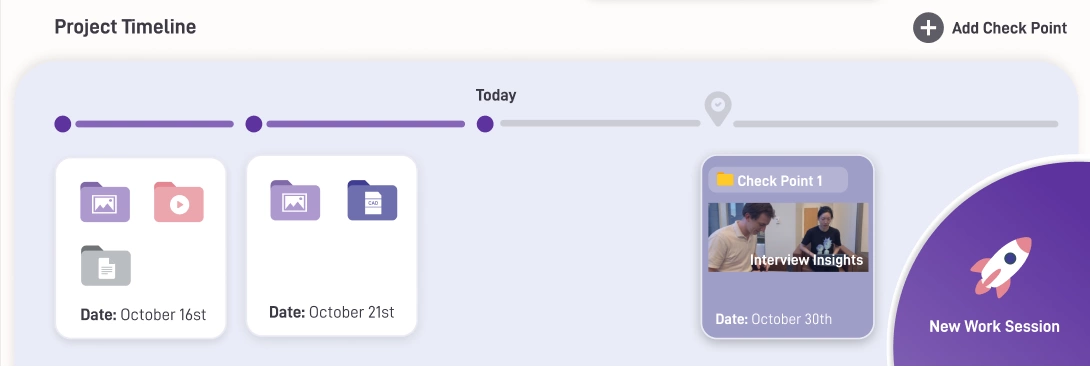 Project Timeline
Add Check Point
Today
Check Point 1
CAD
Interview Insights
Date: October 16st
Date: October 21st
Date: October 30th
New Work Session